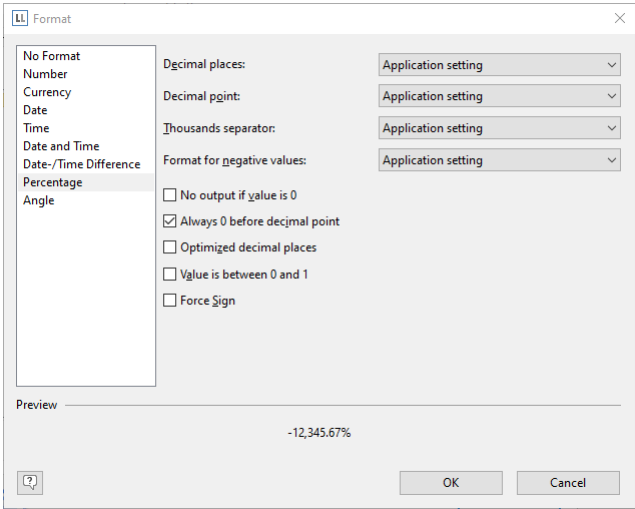 LL Format
No Format
Number
Currency
Date
Time
Date and Time
Date-/Time Difference
Percentage
Angle
Decimal places: Application setting
Decimal point: Application setting
Thousands separator: Application setting
Format for negative values: Application setting
No output if value is 0
Always 0 before decimal point
Optimized decimal places
Value is between 0 and 1
Force Sign
Preview
-12,345.67%
?
OK Cancel